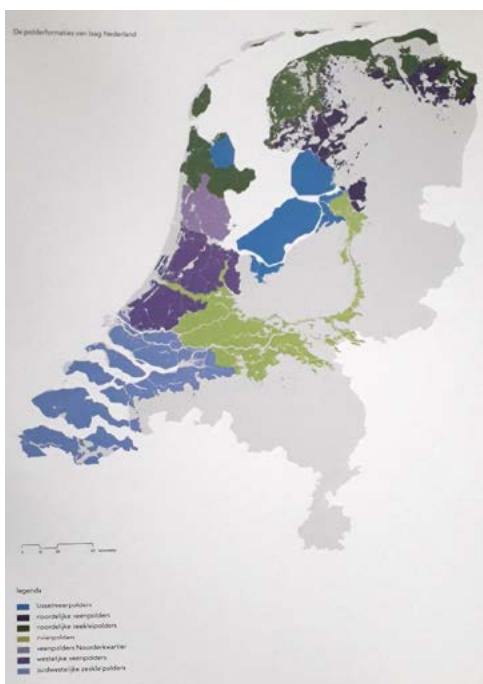 De polderformaties van laag Nederland
legenda
IJsselmeerpolders
noordelijke veenpolders
noordelijke zeekleipolders
rivierpolders
veenpolders Noorderkwartier
westelijke veenpolders
zuidwestelijke zeekleipolders